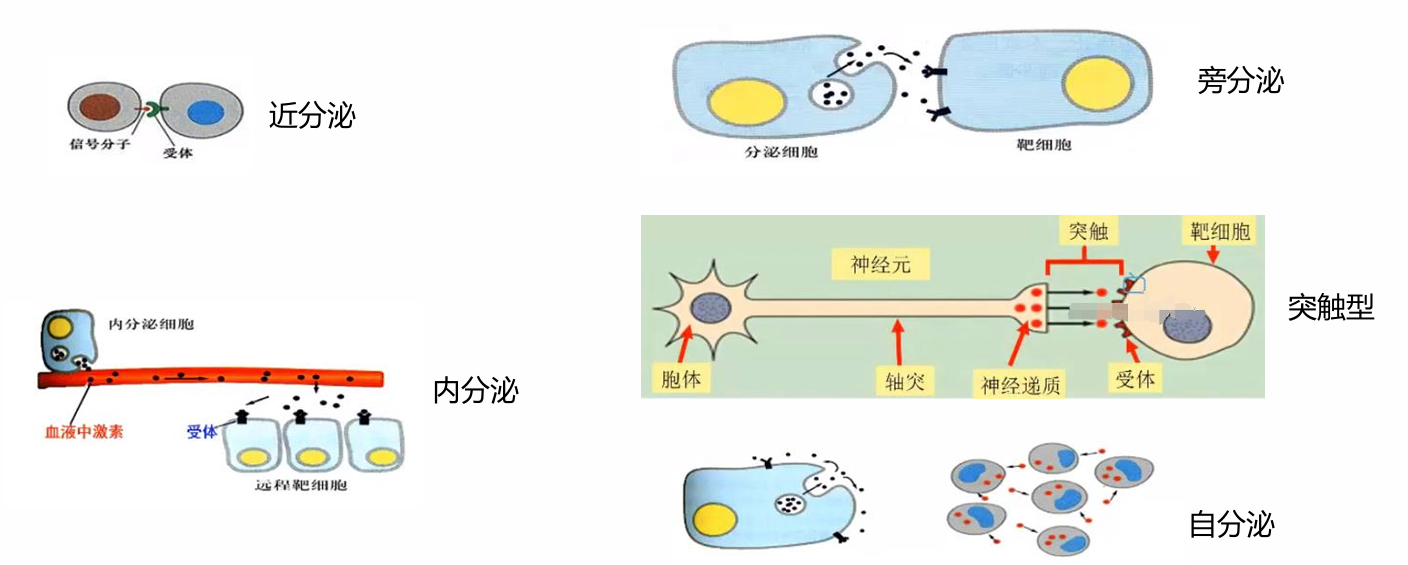 近分泌
信号分子
受体
旁分泌
分泌细胞
靶细胞
突触
靶细胞
神经元
突触型
胞体
轴突
神经递质
受体
内分泌细胞
内分泌
血液中激素
受体
远程靶细胞
自分泌